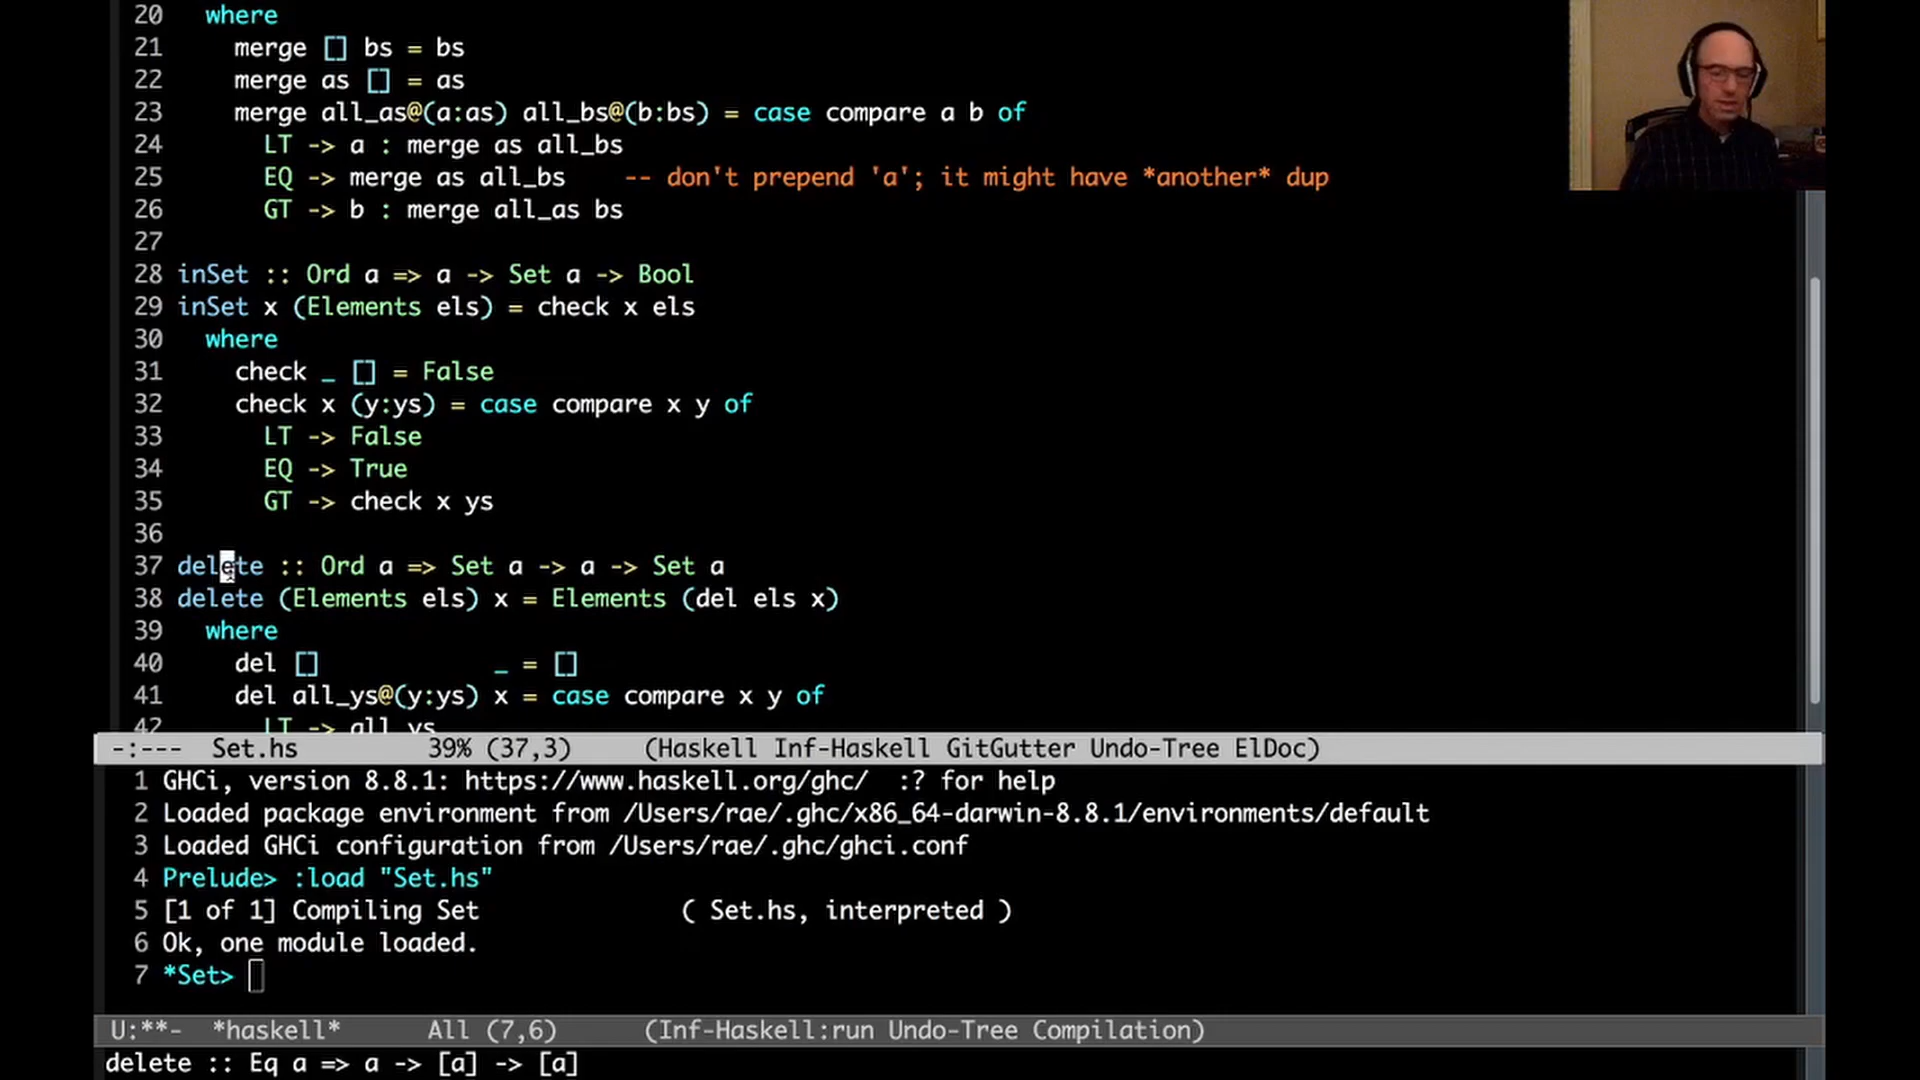 20   where
21     merge [] bs = bs
22     merge as [] = as
23     merge all_as@(a:as) all_bs@(b:bs) = case compare a b of
24       LT -> a : merge as all_bs
25       EQ -> merge as all_bs    -- don't prepend 'a'; it might have *another* dup
26       GT -> b : merge all_as bs
27
28 inSet :: Ord a => a -> Set a -> Bool
29 inSet x (Elements els) = check x els
30   where
31     check _ [] = False
32     check x (y:ys) = case compare x y of
33       LT -> False
34       EQ -> True
35       GT -> check x ys
36
37 delete :: Ord a => Set a -> a -> Set a
38 delete (Elements els) x = Elements (del els x)
39   where
40     del []            _ = []
41     del all_ys@(y:ys) x = case compare x y of
42       LT -> all_ys
-:---  Set.hs         39% (37,3)     (Haskell Inf-Haskell GitGutter Undo-Tree ElDoc)
1 GHCi, version 8.8.1: https://www.haskell.org/ghc/  :? for help
2 Loaded package environment from /Users/rae/.ghc/x86_64-darwin-8.8.1/environments/default
3 Loaded GHCi configuration from /Users/rae/.ghc/ghci.conf
4 Prelude> :load "Set.hs"
5 [1 of 1] Compiling Set              ( Set.hs, interpreted )
6 Ok, one module loaded.
7 *Set>
U:**-  *haskell*      All (7,6)      (Inf-Haskell:run Undo-Tree Compilation)
delete :: Eq a => a -> [a] -> [a]